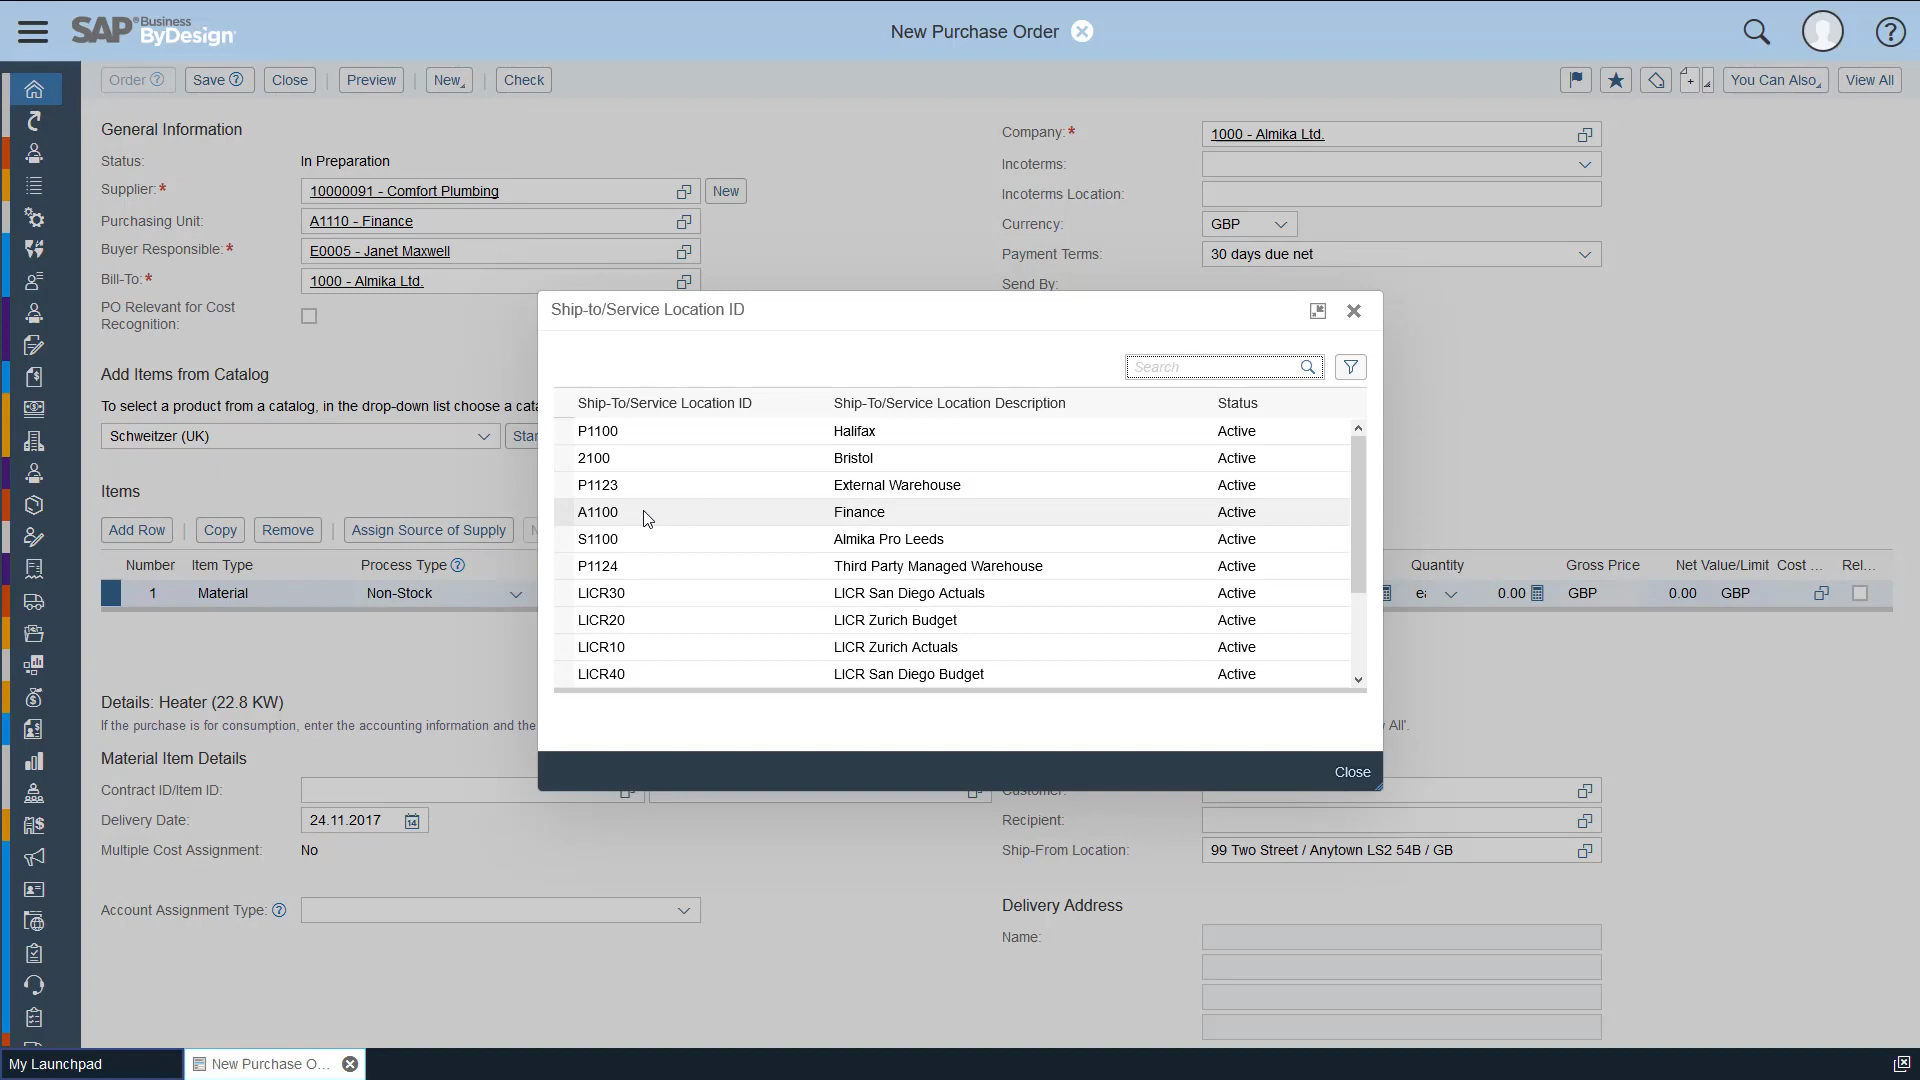 SAP Business ByDesign
New Purchase Order
Order
Save
Close
Preview
New
Check
You Can Also
View All
General Information
Status: In Preparation
Supplier:* 10000091 - Comfort Plumbing New
Purchasing Unit: A1110 - Finance
Buyer Responsible:* E0005 - Janet Maxwell
Bill-To:* 1000 - Almika Ltd.
PO Relevant for Cost
Recognition:
Company:* 1000 - Almika Ltd.
Incoterms:
Incoterms Location:
Currency: GBP
Payment Terms: 30 days due net
Send By:
Add Items from Catalog
To select a product from a catalog, in the drop-down list choose a cata
Schweitzer (UK)
Star
Items
Add Row
Copy
Remove
Assign Source of Supply
Number Item Type Process Type
Quantity Gross Price Net Value/Limit Cost ... Rel...
1 Material Non-Stock
0.00 GBP 0.00 GBP
Ship-to/Service Location ID
Search
Ship-To/Service Location ID Ship-To/Service Location Description Status
P1100 Halifax Active
2100 Bristol Active
P1123 External Warehouse Active
A1100 Finance Active
S1100 Almika Pro Leeds Active
P1124 Third Party Managed Warehouse Active
LICR30 LICR San Diego Actuals Active
LICR20 LICR Zurich Budget Active
LICR10 LICR Zurich Actuals Active
LICR40 LICR San Diego Budget Active
Close
Details: Heater (22.8 KW)
If the purchase is for consumption, enter the accounting information and the
All'.
Material Item Details
Contract ID/Item ID:
Delivery Date: 24.11.2017 14
Multiple Cost Assignment: No
Account Assignment Type:
Customer:
Recipient:
Ship-From Location: 99 Two Street / Anytown LS2 54B / GB
Delivery Address
Name:
My Launchpad
New Purchase O...